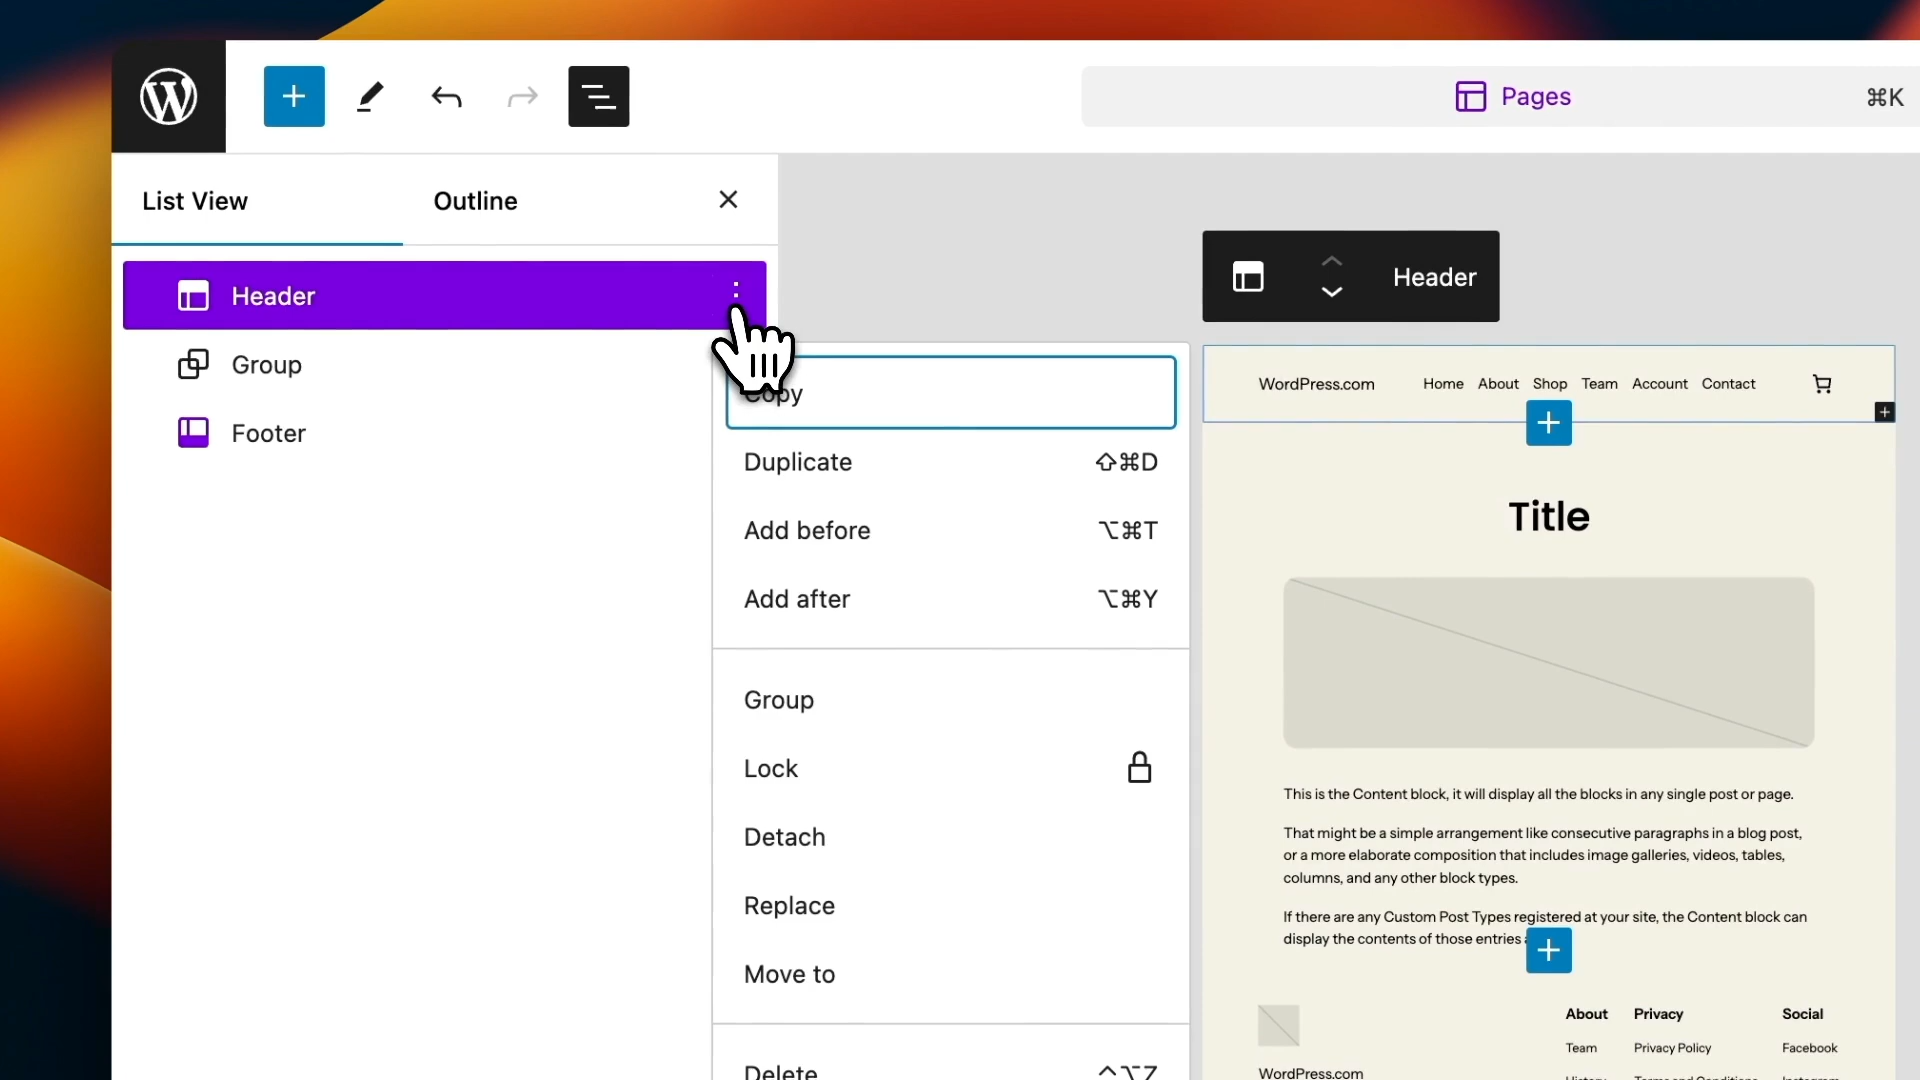 Pages
⌘K
List View
Outline
Header
Group
Footer
Copy
Duplicate ⇧⌘D
Add before ⌥⌘T
Add after ⌥⌘Y
Group
Lock
Detach
Replace
Move to
Delete ^⌥Z
Header
WordPress.com Home About Shop Team Account Contact
Title
This is the Content block, it will display all the blocks in any single post or page.
That might be a simple arrangement like consecutive paragraphs in a blog post,
or a more elaborate composition that includes image galleries, videos, tables,
columns, and any other block types.
If there are any Custom Post Types registered at your site, the Content block can
display the contents of those entries
About Privacy Social
Team Privacy Policy Facebook
WordPress.com